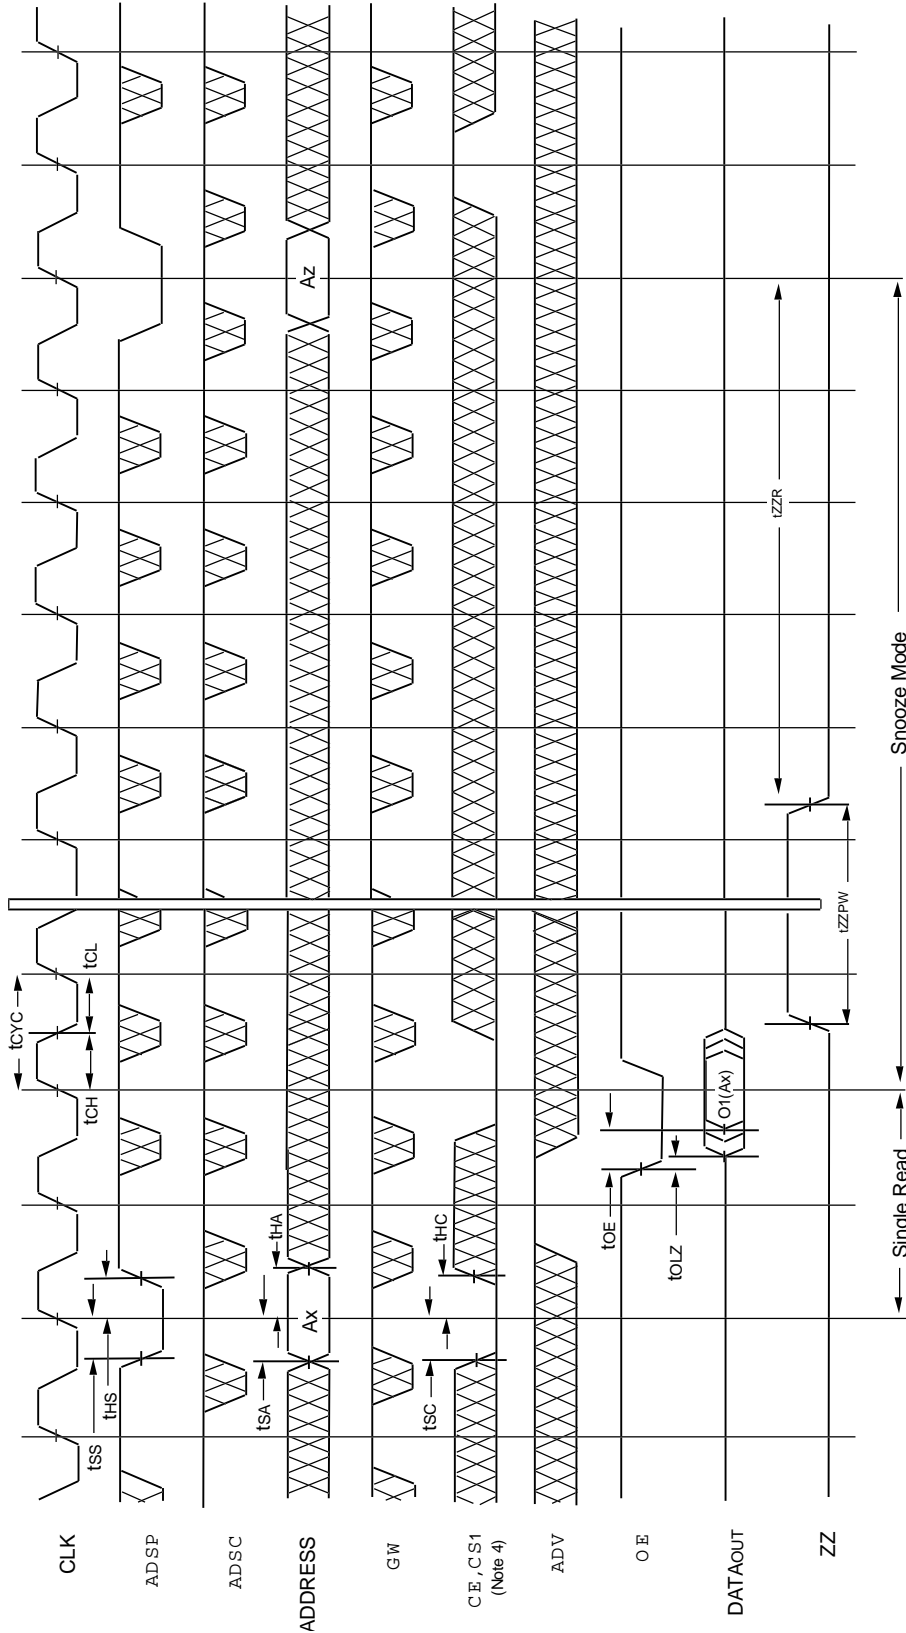 CLK
ADSP
ADSC
ADDRESS
GW
CE,CS1
(Note 4)
ADV
OE
DATAOUT
ZZ
tCYC
tCH
tCL
tSS
tHS
tSA
tHA
Ax
Az
tSC
tHC
tOE
tOLZ
O1(Ax)
tZZPW
tZZR
Single Read
Snooze Mode